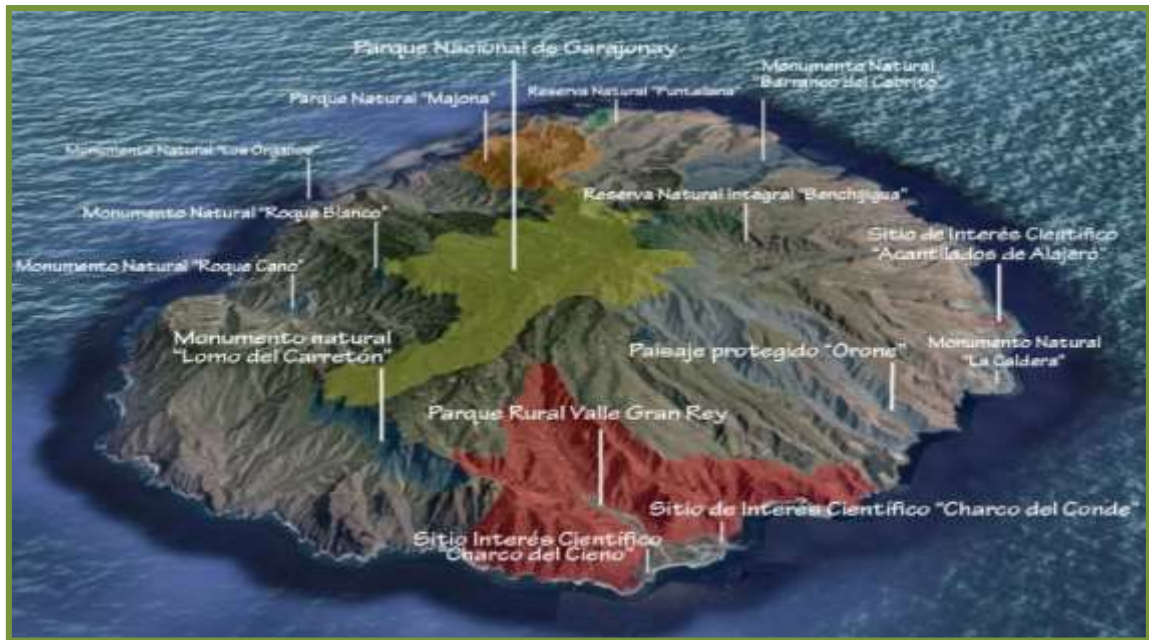 Parque Nacional de Garajonay
Monumento Natural
"Barranco del Cabrito"
Parque Natural "Majona"
Reserva Natural "Puntallana"
Monumento Natural "Los Organos"
Reserva Natural Integral "Benchijigua"
Monumento Natural "Roque Blanco"
Sitio de Interés Científico
"Acantilados de Alajeró"
Monumento Natural "Roque Cano"
Monumento natural
"Lomo del Carretón"
Paisaje protegido "Orone"
Monumento Natural
"La Caldera"
Parque Rural Valle Gran Rey
Sitio de Interés Científico "Charco del Conde"
Sitio Interés Científico
"Charco del Cieno"